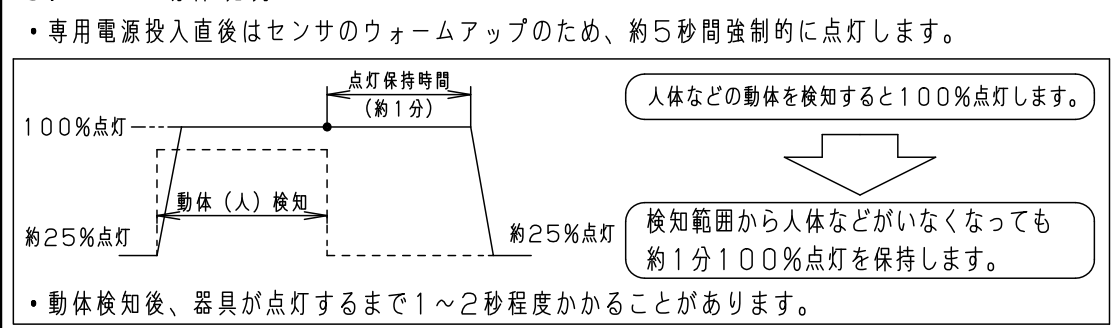 ・専用電源投入直後はセンサのウォームアップのため、約5秒間強制的に点灯します。
点灯保持時間
(約1分)
人体などの動体を検知すると100%点灯します。
100%点灯
動体(人)検知
約25%点灯
約25%点灯
検知範囲から人体などがいなくなっても
約1分100%点灯を保持します。
・動体検知後、器具が点灯するまで1~2秒程度かかることがあります。